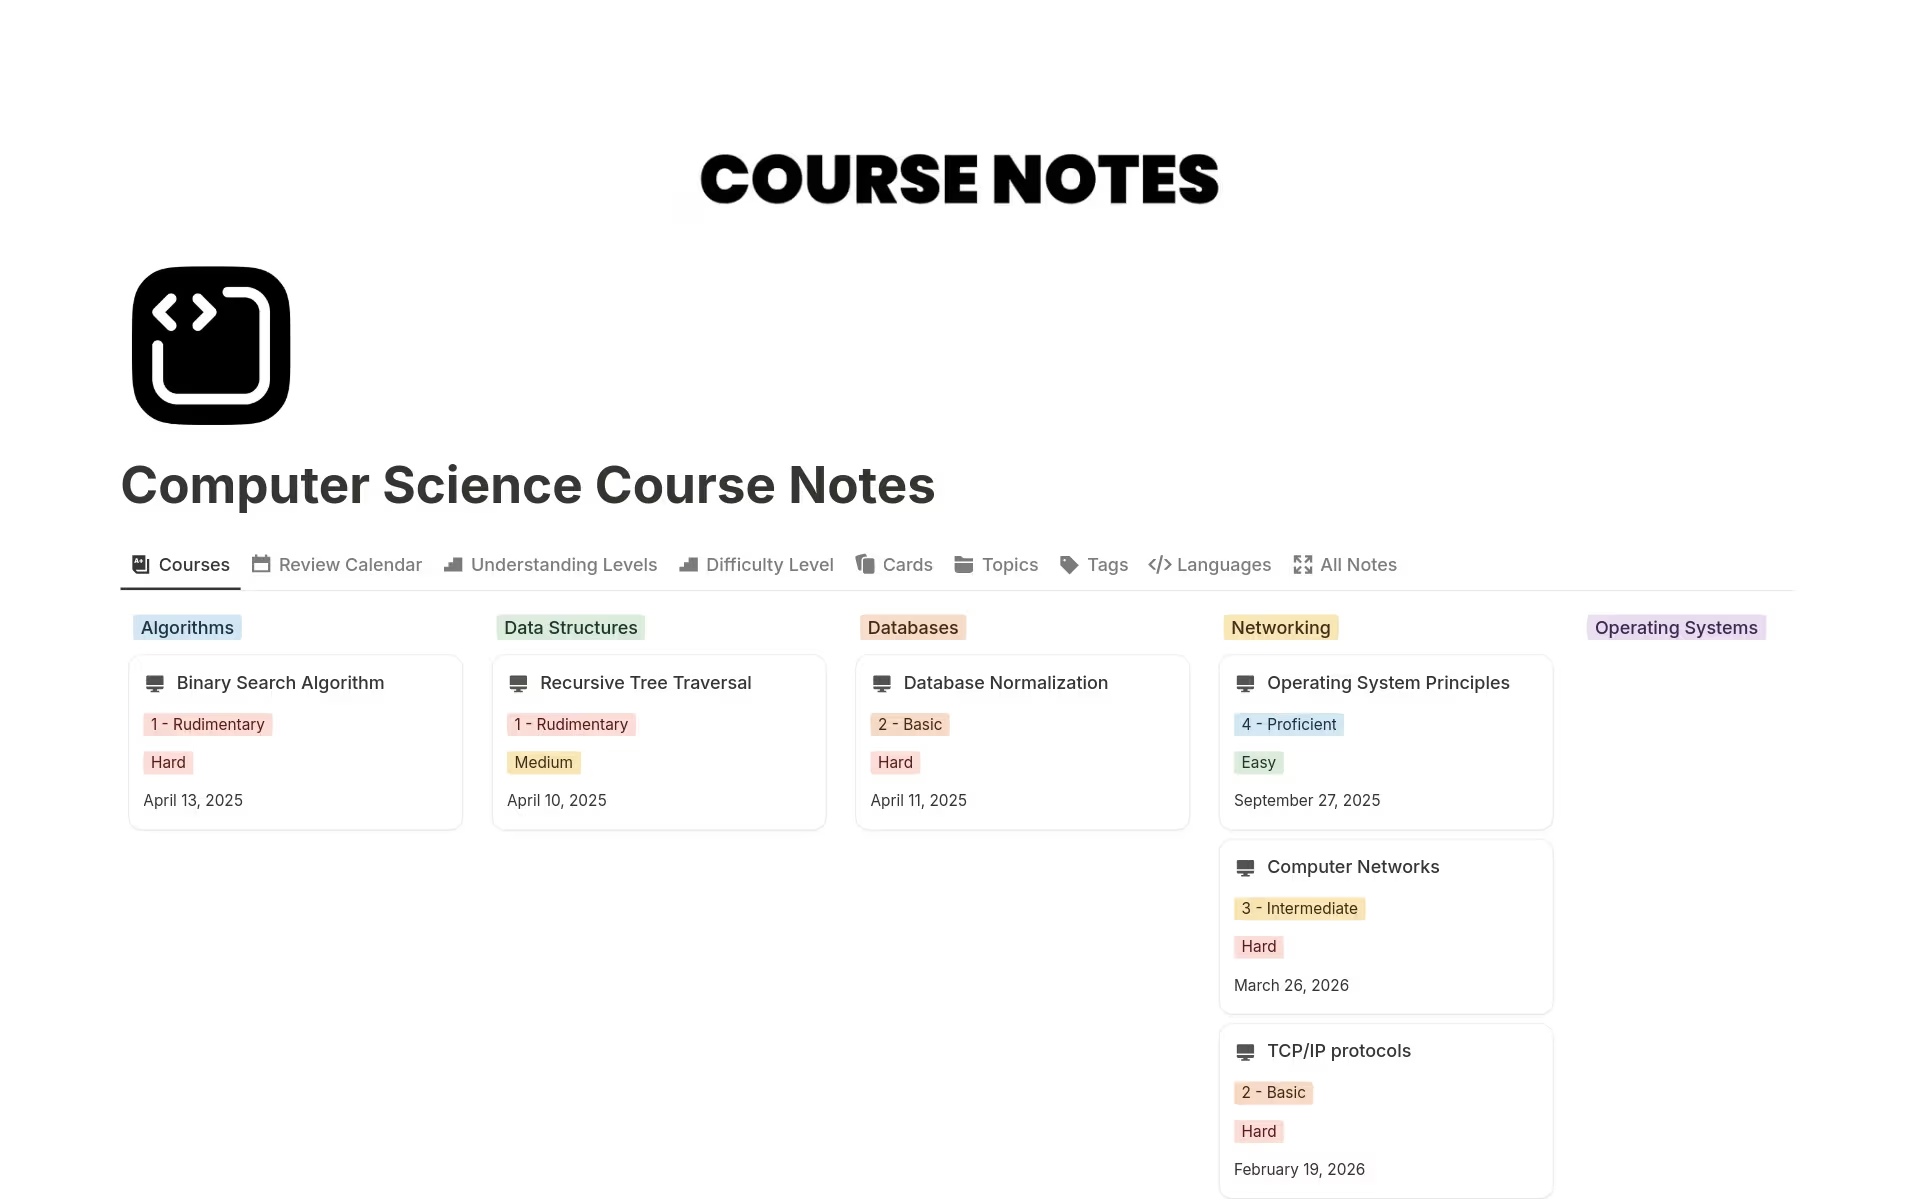 COURSE NOTES
Computer Science Course Notes
Courses Review Calendar Understanding Levels Difficulty Level Cards Topics Tags Languages All Notes
Algorithms
Binary Search Algorithm
1 - Rudimentary
Hard
April 13, 2025
Data Structures
Recursive Tree Traversal
1 - Rudimentary
Medium
April 10, 2025
Databases
Database Normalization
2 - Basic
Hard
April 11, 2025
Networking
Operating System Principles
4 - Proficient
Easy
September 27, 2025
Computer Networks
3 - Intermediate
Hard
March 26, 2026
TCP/IP protocols
2 - Basic
Hard
February 19, 2026
Operating Systems